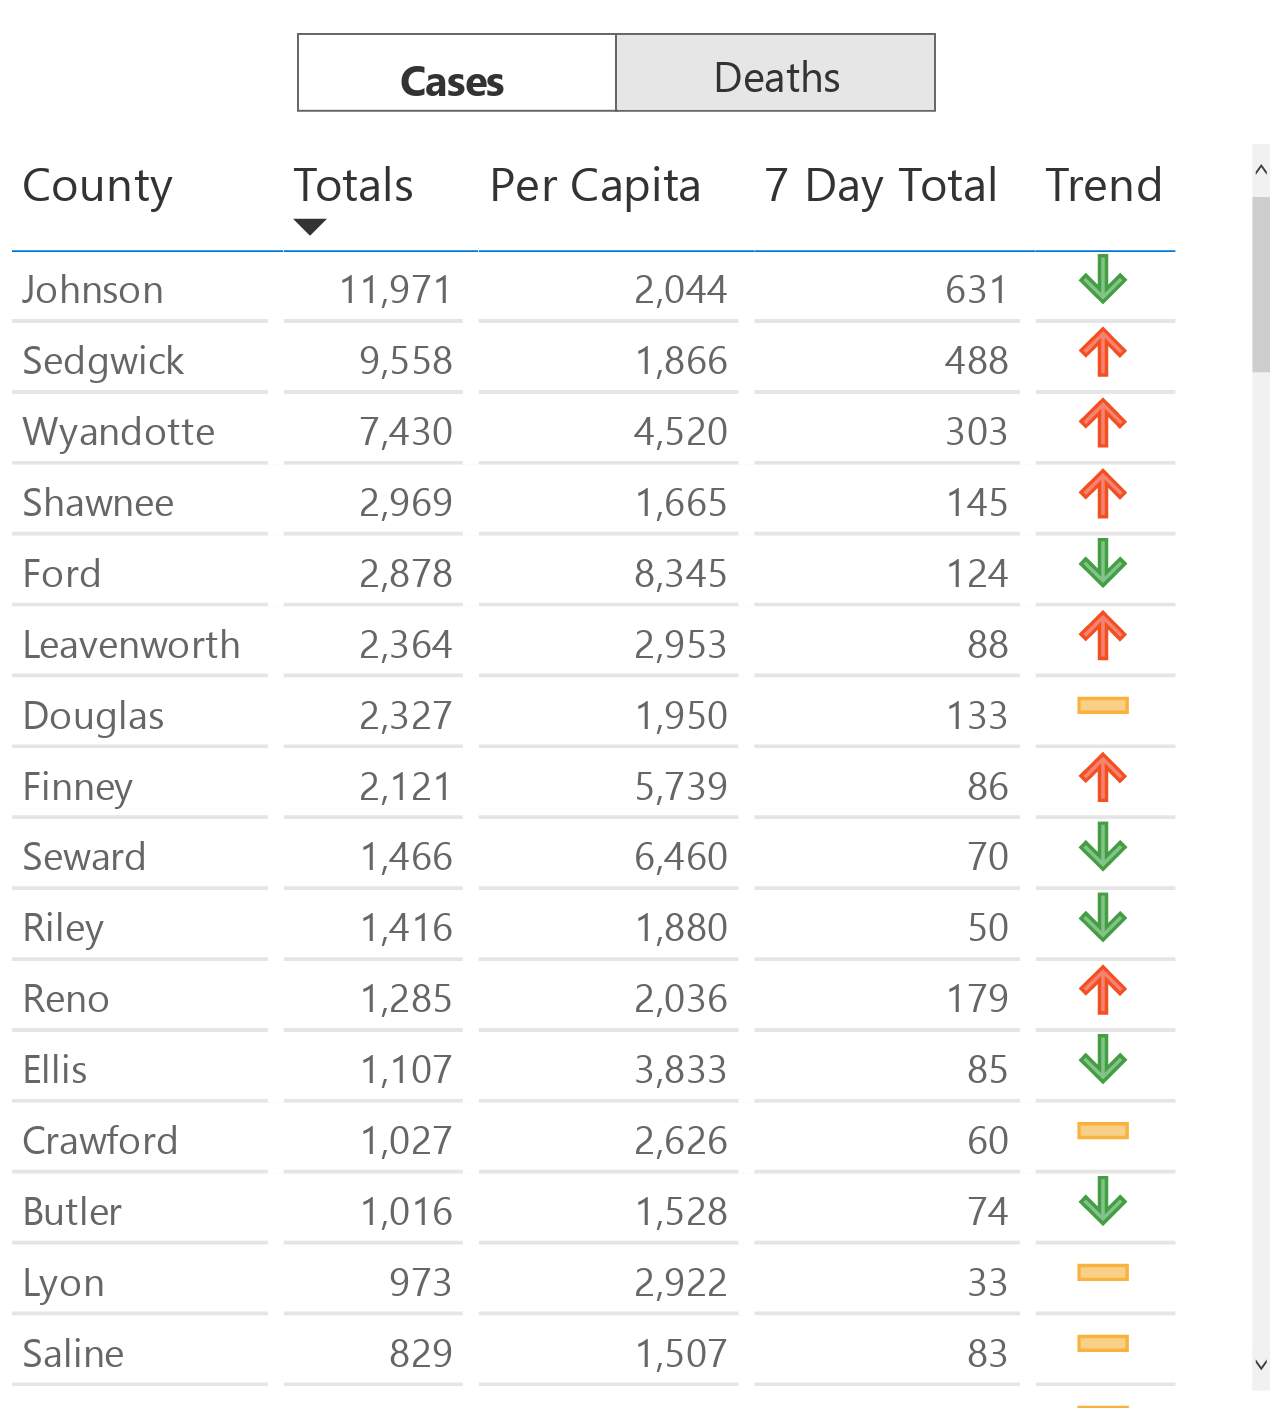 Cases Deaths
County Totals Per Capita 7 Day Total Trend
Johnson 11,971 2,044 631
Sedgwick 9,558 1,866 488
Wyandotte 7,430 4,520 303
Shawnee 2,969 1,665 145
Ford 2,878 8,345 124
Leavenworth 2,364 2,953 88
Douglas 2,327 1,950 133
Finney 2,121 5,739 86
Seward 1,466 6,460 70
Riley 1,416 1,880 50
Reno 1,285 2,036 179
Ellis 1,107 3,833 85
Crawford 1,027 2,626 60
Butler 1,016 1,528 74
Lyon 973 2,922 33
Saline 829 1,507 83